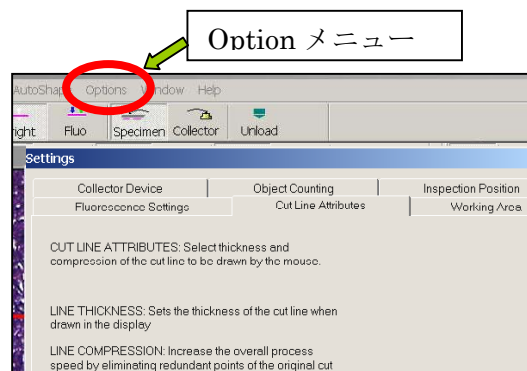 Option メニュー
AutoShap Options Window Help
right Fluo Specimen Collector Unload
Settings
Collector Device Object Counting Inspection Position
Fluorescence Settings Cut Line Attributes Working Area
CUT LINE ATTRIBUTES: Select thickness and
compression of the cut line to be drawn by the mouse.
LINE THICKNESS: Sets the thickness of the cut line when
drawn in the display
LINE COMPRESSION: Increase the overall process
speed by eliminating redundant points of the original cut